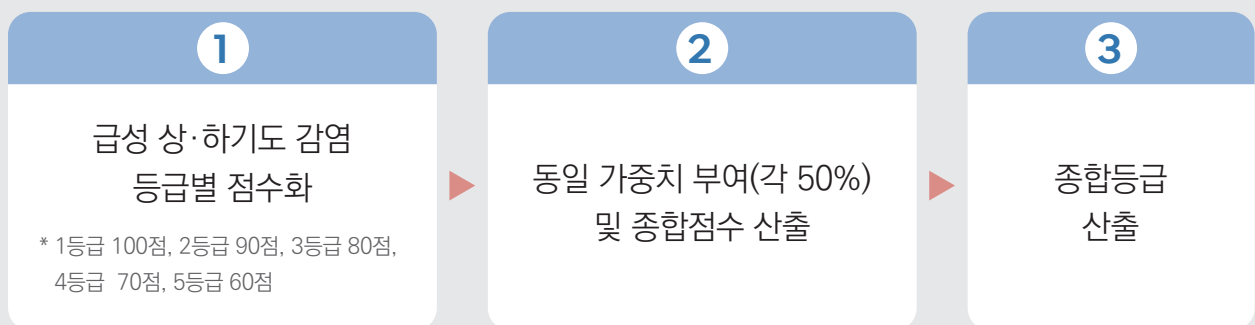 1
급성 상·하기도 감염
등급별 점수화
* 1등급 100점, 2등급 90점, 3등급 80점,
4등급 70점, 5등급 60점
2
동일 가중치 부여(각 50%)
및 종합점수 산출
3
종합등급
산출